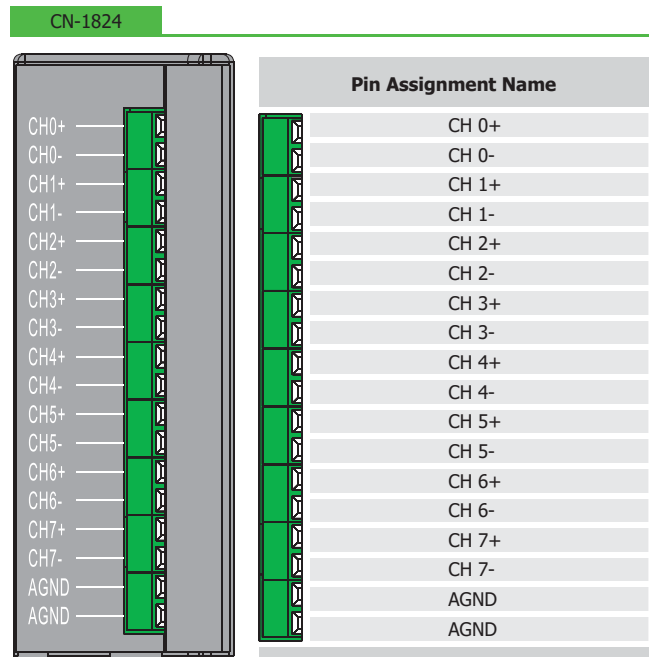 CN-1824
CH0+
CH0-
CH1+
CH1-
CH2+
CH2-
CH3+
CH3-
CH4+
CH4-
CH5+
CH5-
CH6+
CH6-
CH7+
CH7-
AGND
AGND
Pin Assignment Name
CH 0+
CH 0-
CH 1+
CH 1-
CH 2+
CH 2-
CH 3+
CH 3-
CH 4+
CH 4-
CH 5+
CH 5-
CH 6+
CH 6-
CH 7+
CH 7-
AGND
AGND